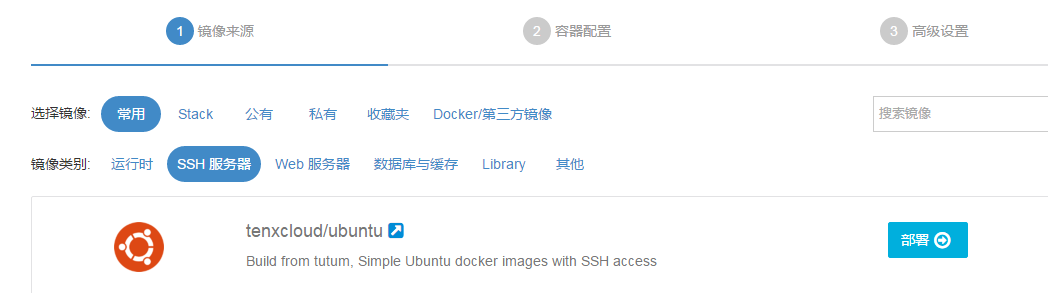 1 镜像来源 2 容器配置 3 高级设置
选择镜像: 常用 Stack 公有 私有 收藏夹 Docker/第三方镜像 搜索镜像
镜像类别: 运行时 SSH 服务器 Web 服务器 数据库与缓存 Library 其他
tenxcloud/ubuntu 部署
Build from tutum, Simple Ubuntu docker images with SSH access